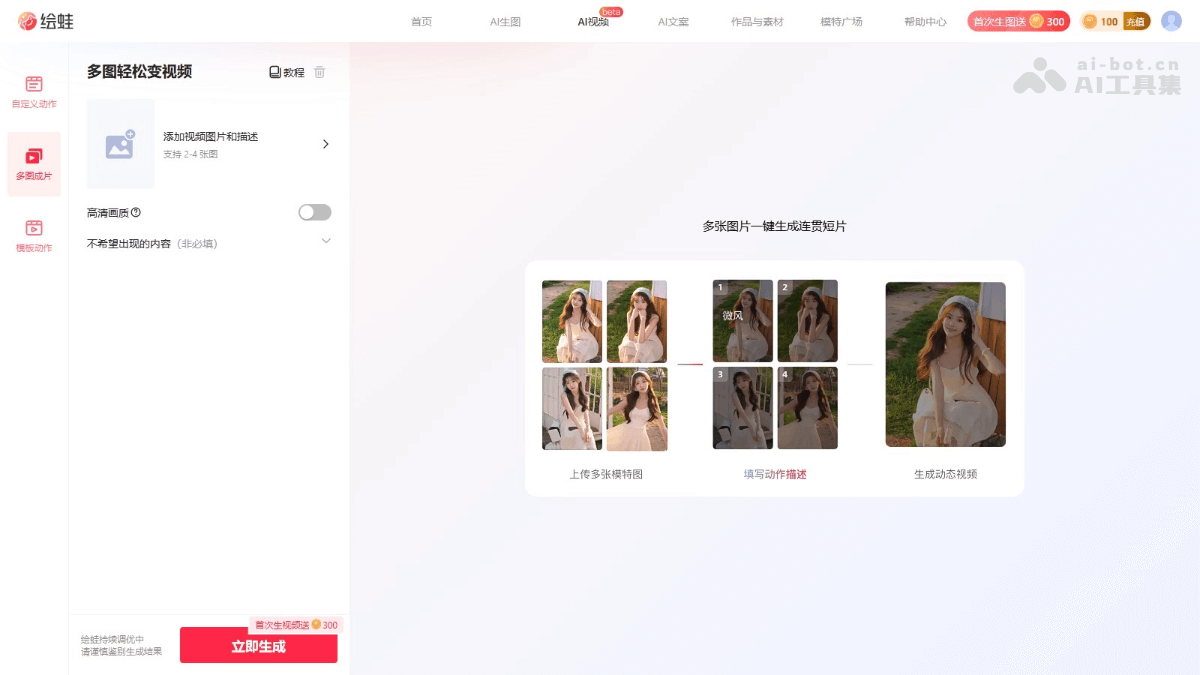 绘蛙
首页
AI生图
AI视频
beta
AI文案
作品与素材
模特广场
帮助中心
首次生图送 300
100
充值
自定义动作
多图成片
模板动作
多图轻松变视频
教程
添加视频图片和描述
支持 2-4 张图
高清画质
不希望出现的内容（非必填）
绘蛙持续调优中
请谨慎鉴别生成结果
首次生视频送 300
立即生成
ai-bot.cn
AI工具集
多张图片一键生成连贯短片
1
2
微风
3
4
上传多张模特图
填写动作描述
生成动态视频